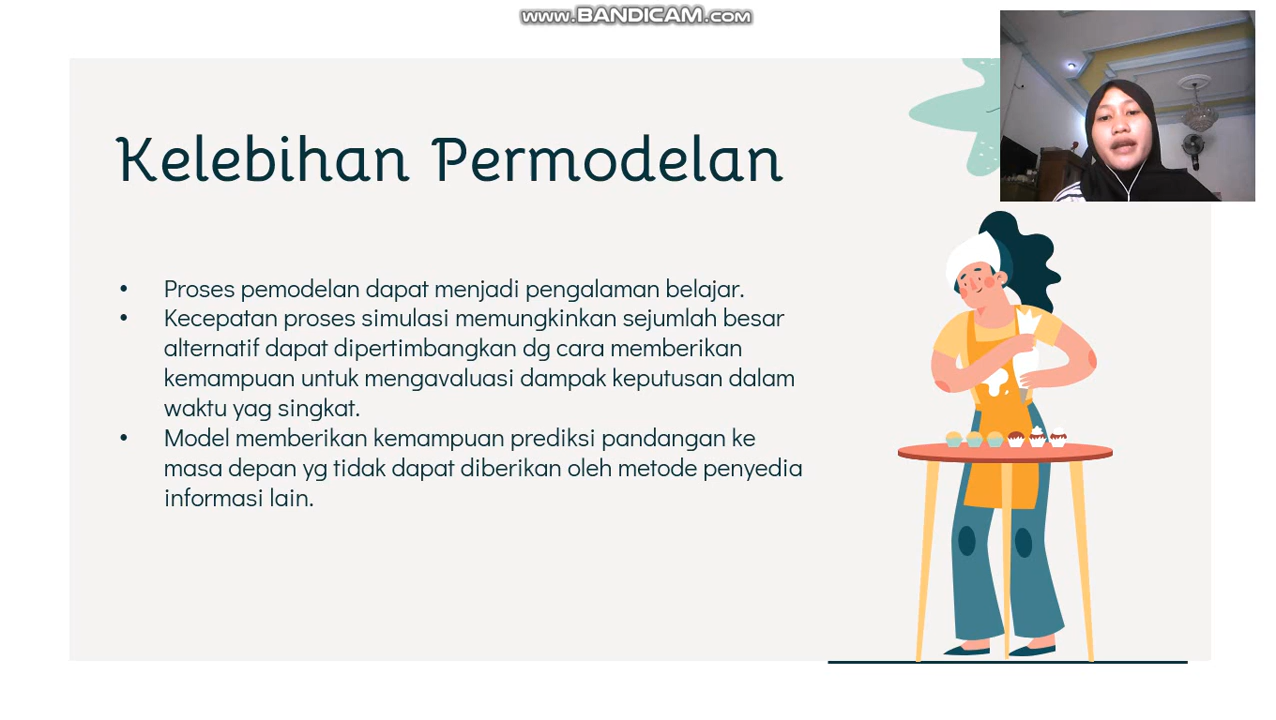 www.BANDICAM.com
Kelebihan Permodelan
• Proses pemodelan dapat menjadi pengalaman belajar.
• Kecepatan proses simulasi memungkinkan sejumlah besar
alternatif dapat dipertimbangkan dg cara memberikan
kemampuan untuk mengavaluasi dampak keputusan dalam
waktu yag singkat.
• Model memberikan kemampuan prediksi pandangan ke
masa depan yg tidak dapat diberikan oleh metode penyedia
informasi lain.